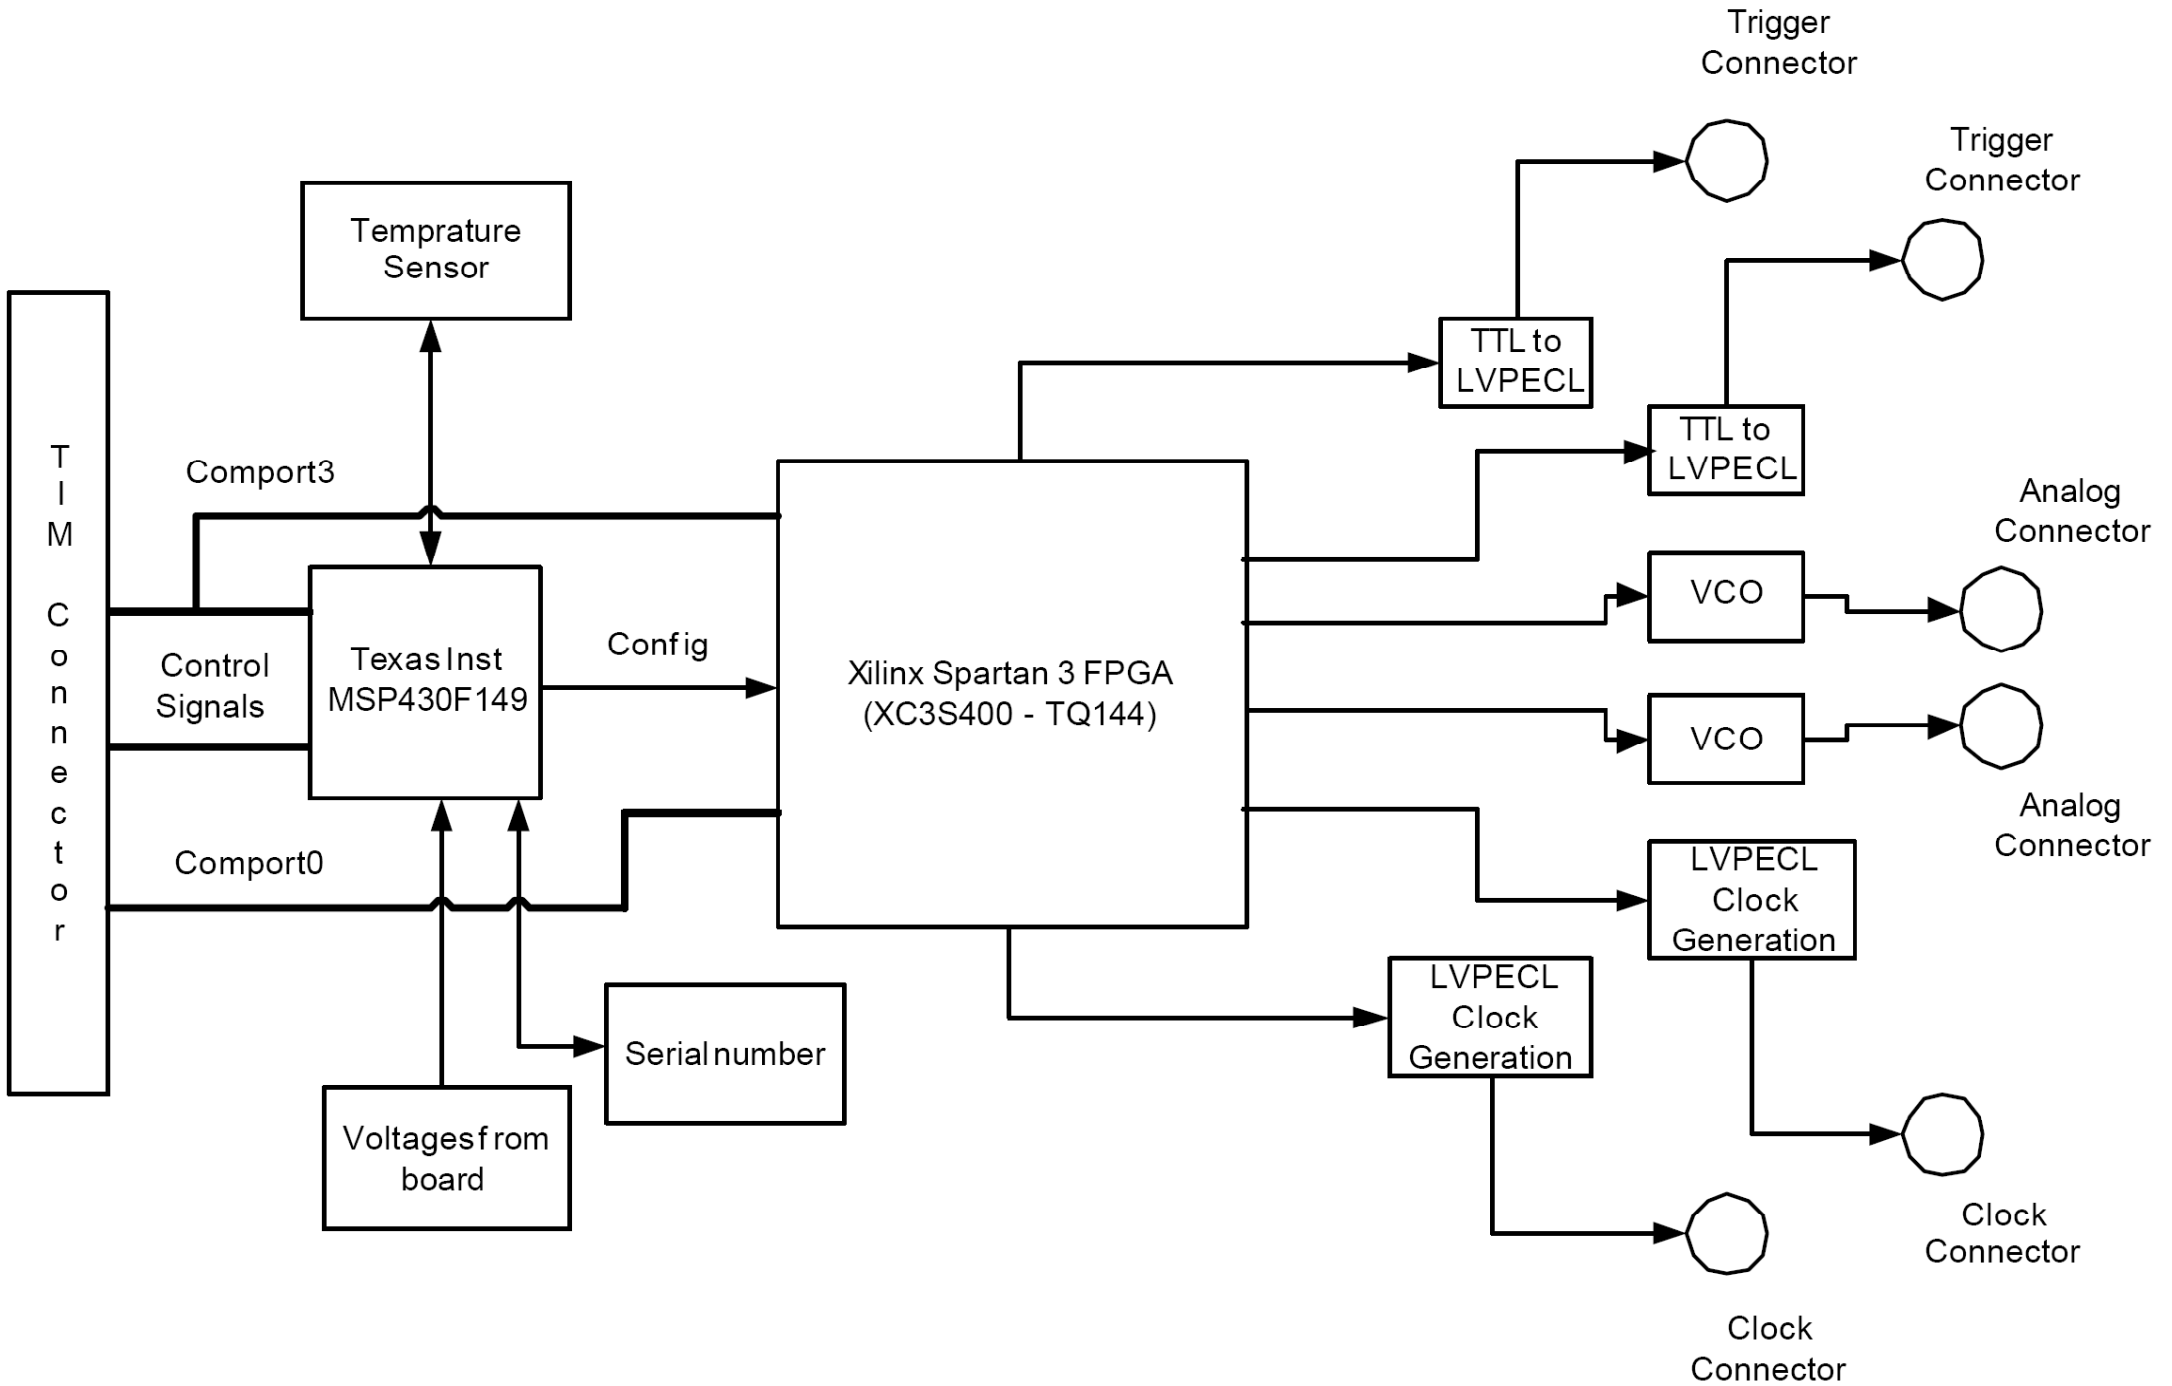 Trigger
Connector
Trigger
Connector
Temprature
Sensor
TTL to
LVPECL
TTL to
LVPECL
Comport3
TIM Connector
Analog
Connector
VCO
Control
Signals
Texas Inst
MSP430F149
Config
Xilinx Spartan 3 FPGA
(XC3S400 - TQ144)
VCO
Analog
Connector
Comport0
LVPECL
Clock
Generation
LVPECL
Clock
Generation
Serial number
Voltages from
board
Clock
Connector
Clock
Connector